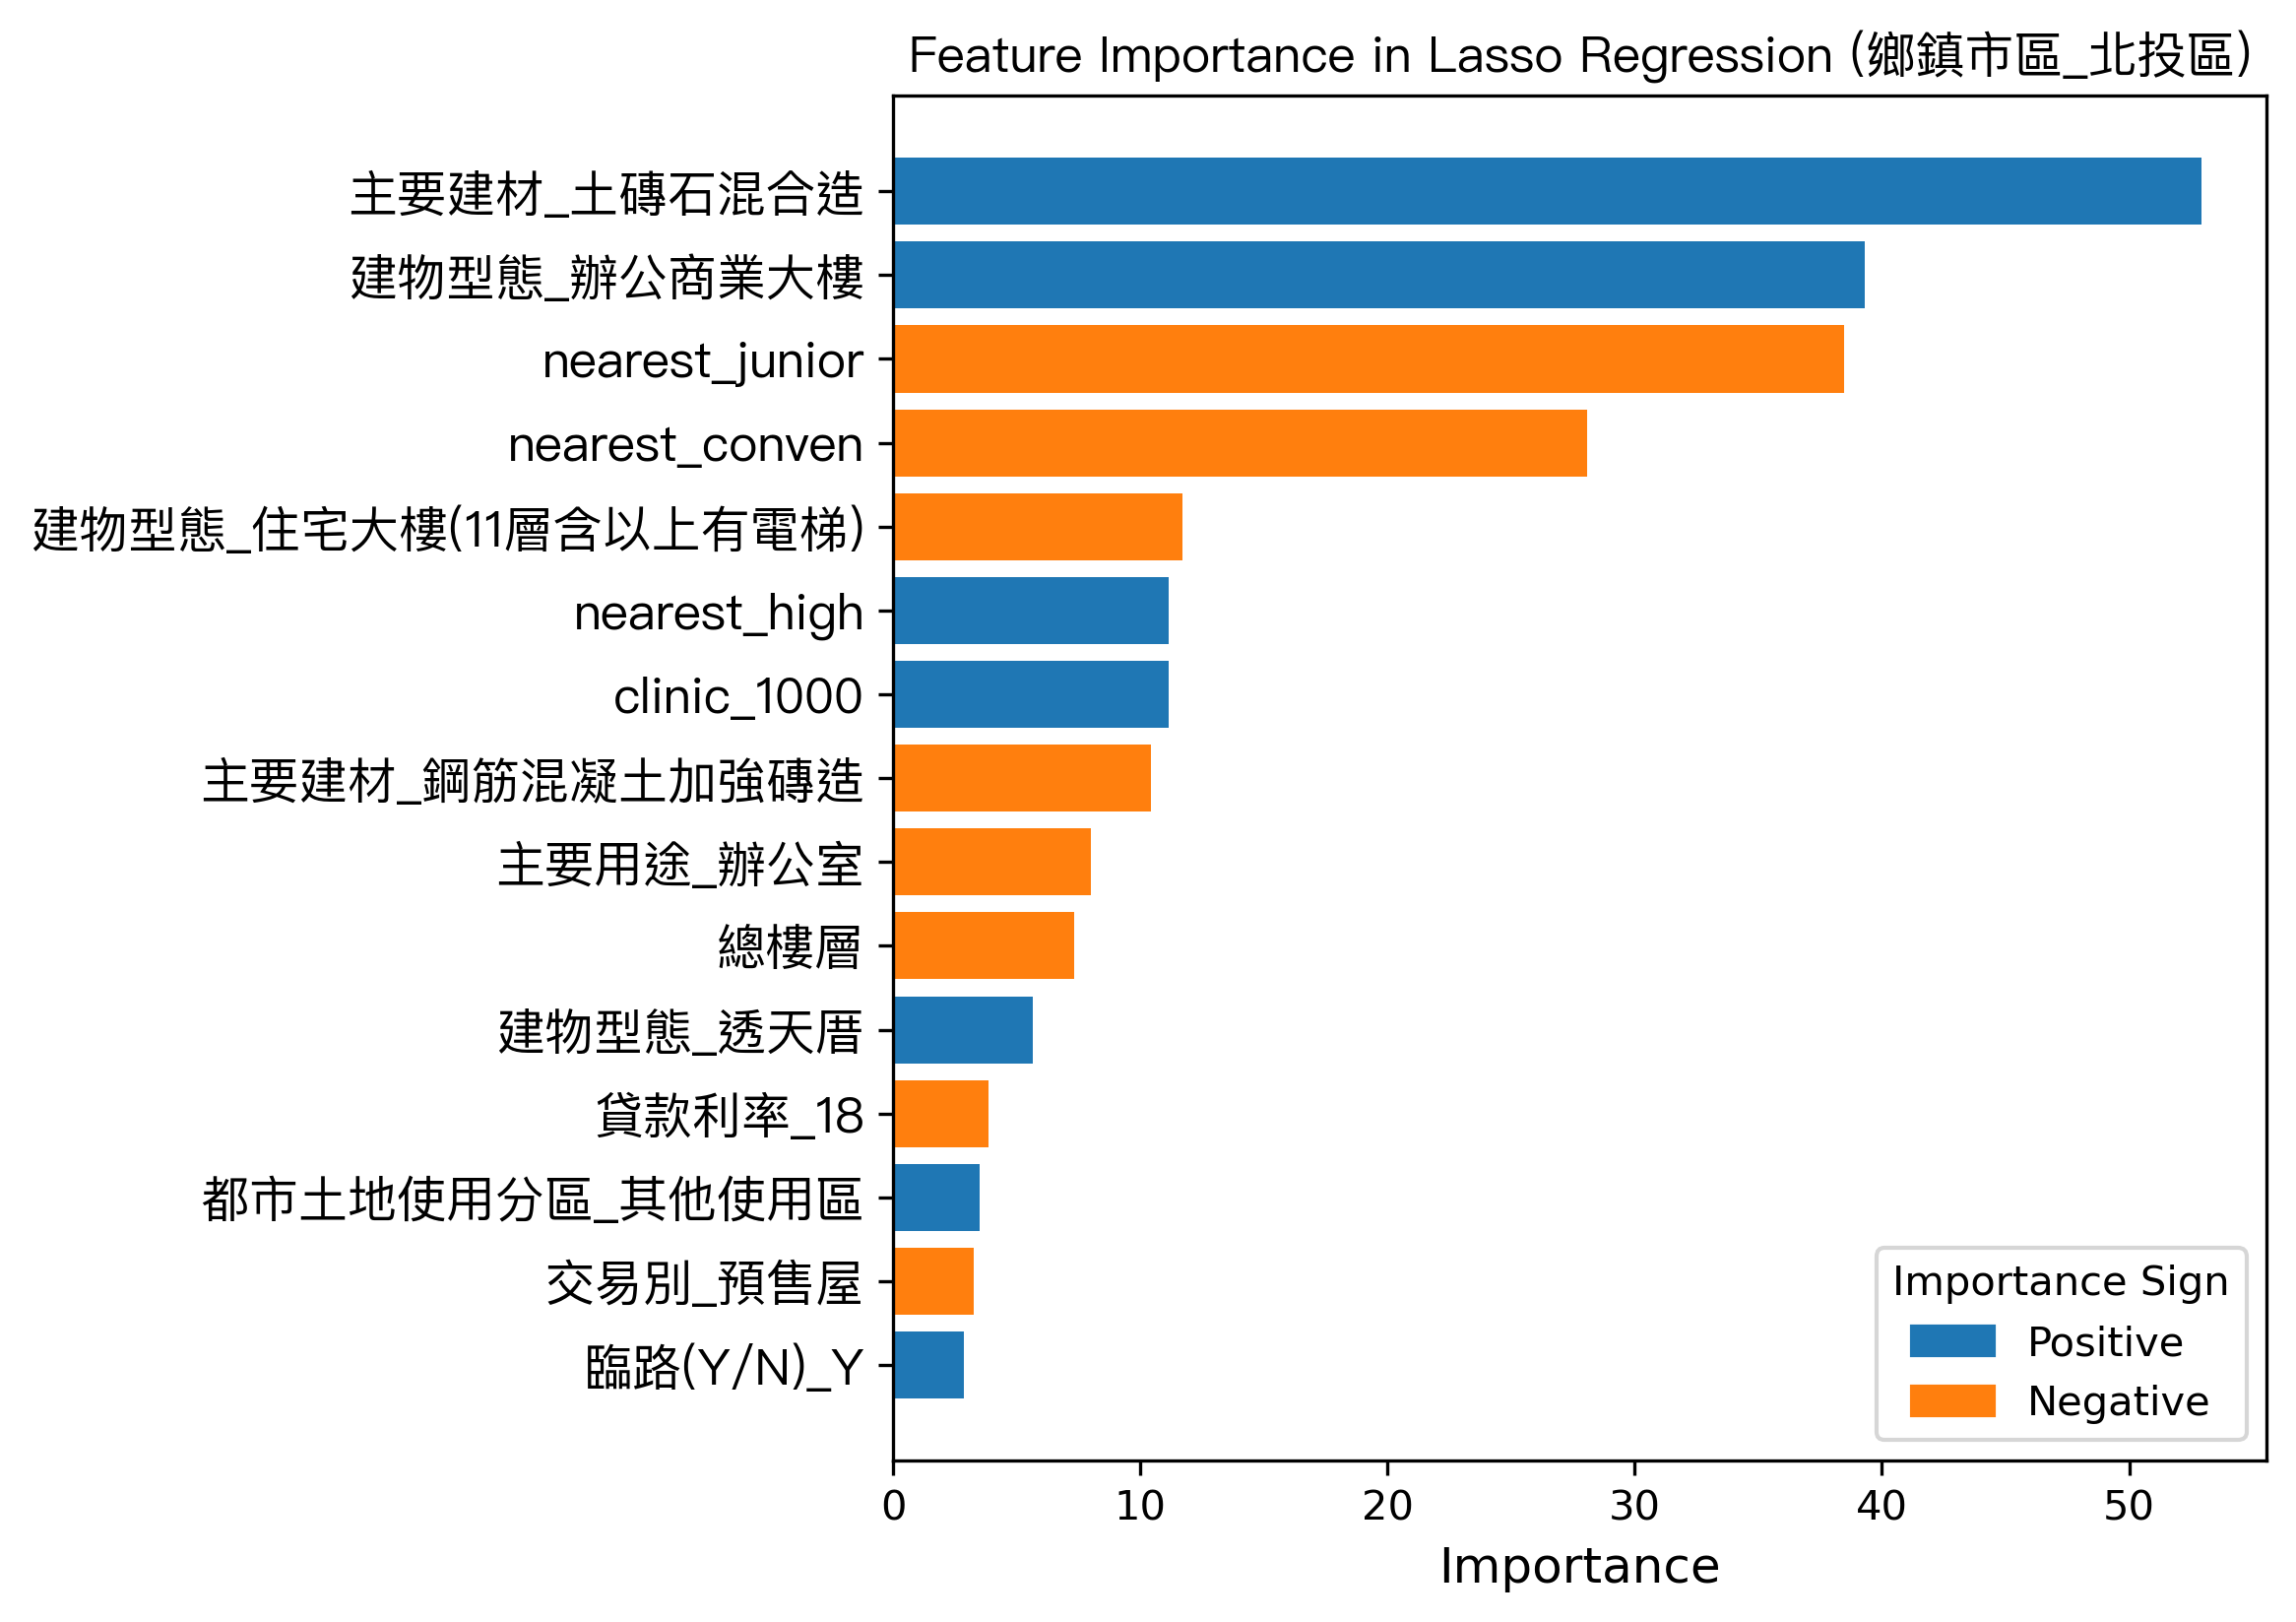 Feature Importance in Lasso Regression (鄉鎮市區_北投區)
主要建材_土磚石混合造
建物型態_辦公商業大樓
nearest_junior
nearest_conven
建物型態_住宅大樓(11層含以上有電梯)
nearest_high
clinic_1000
主要建材_鋼筋混凝土加強磚造
主要用途_辦公室
總樓層
建物型態_透天厝
貸款利率_18
都市土地使用分區_其他使用區
交易別_預售屋
臨路(Y/N)_Y
Importance Sign
Positive
Negative
0 10 20 30 40 50
Importance